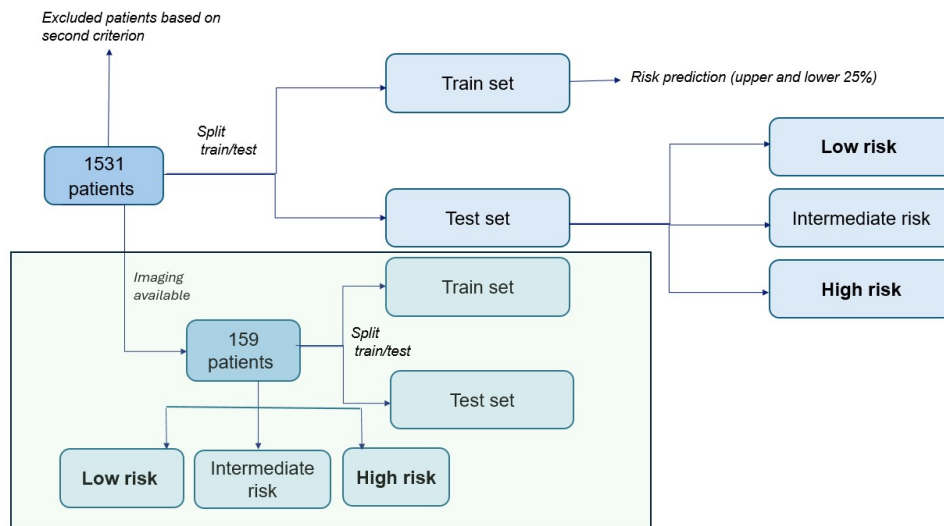 Excluded patients based on
second criterion
Train set
Risk prediction (upper and lower 25%)
Split
train/test
1531
patients
Low risk
Test set
Intermediate risk
High risk
Imaging
available
Train set
159
patients
Split
train/test
Test set
Low risk
Intermediate
risk
High risk